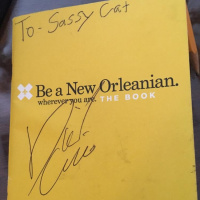 To - Sassy Cat
Be a New Orleanian.
wherever you are. THE BOOK